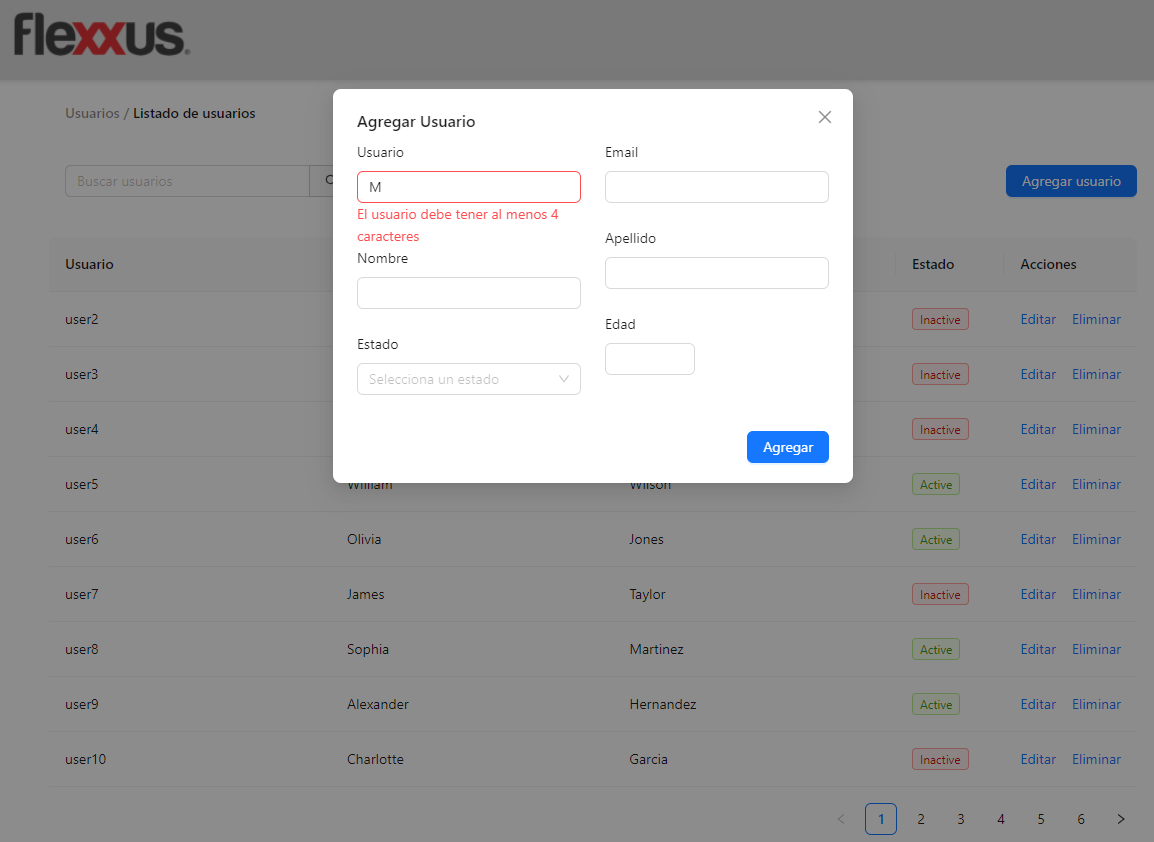 flexxus
Usuarios / Listado de usuarios
Buscar usuarios
Agregar usuario
Agregar Usuario
Usuario
Email
M
El usuario debe tener al menos 4
caracteres
Nombre
Apellido
Estado
Edad
Selecciona un estado
Agregar
Usuario Estado Acciones
user2 Inactive Editar Eliminar
user3 Inactive Editar Eliminar
user4 Inactive Editar Eliminar
user5 William Wilson Active Editar Eliminar
user6 Olivia Jones Active Editar Eliminar
user7 James Taylor Inactive Editar Eliminar
user8 Sophia Martinez Active Editar Eliminar
user9 Alexander Hernandez Active Editar Eliminar
user10 Charlotte Garcia Inactive Editar Eliminar
< 1 2 3 4 5 6 >